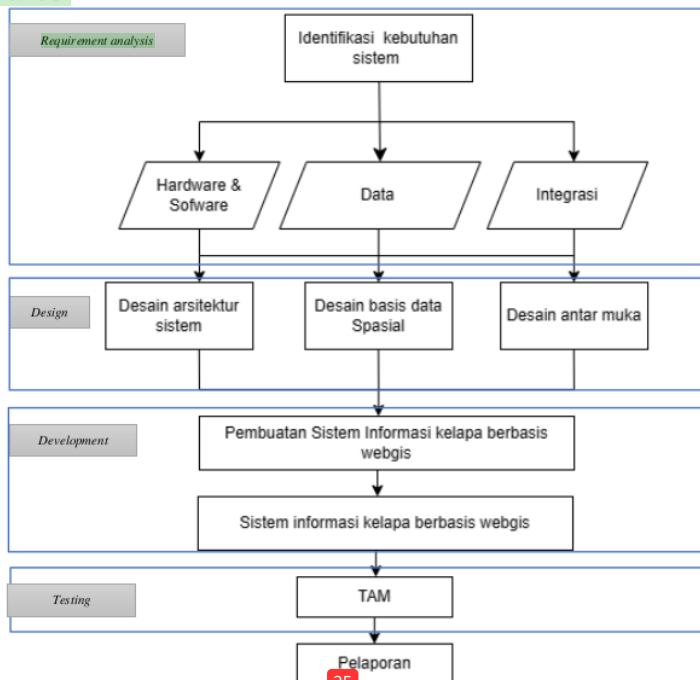 Requirement analysis
Identifikasi kebutuhan
sistem
Hardware &
Sofware
Data
Integrasi
Design
Desain arsitektur
sistem
Desain basis data
Spasial
Desain antar muka
Development
Pembuatan Sistem Informasi kelapa berbasis
webgis
Sistem informasi kelapa berbasis webgis
Testing
TAM
Pelaporan
35